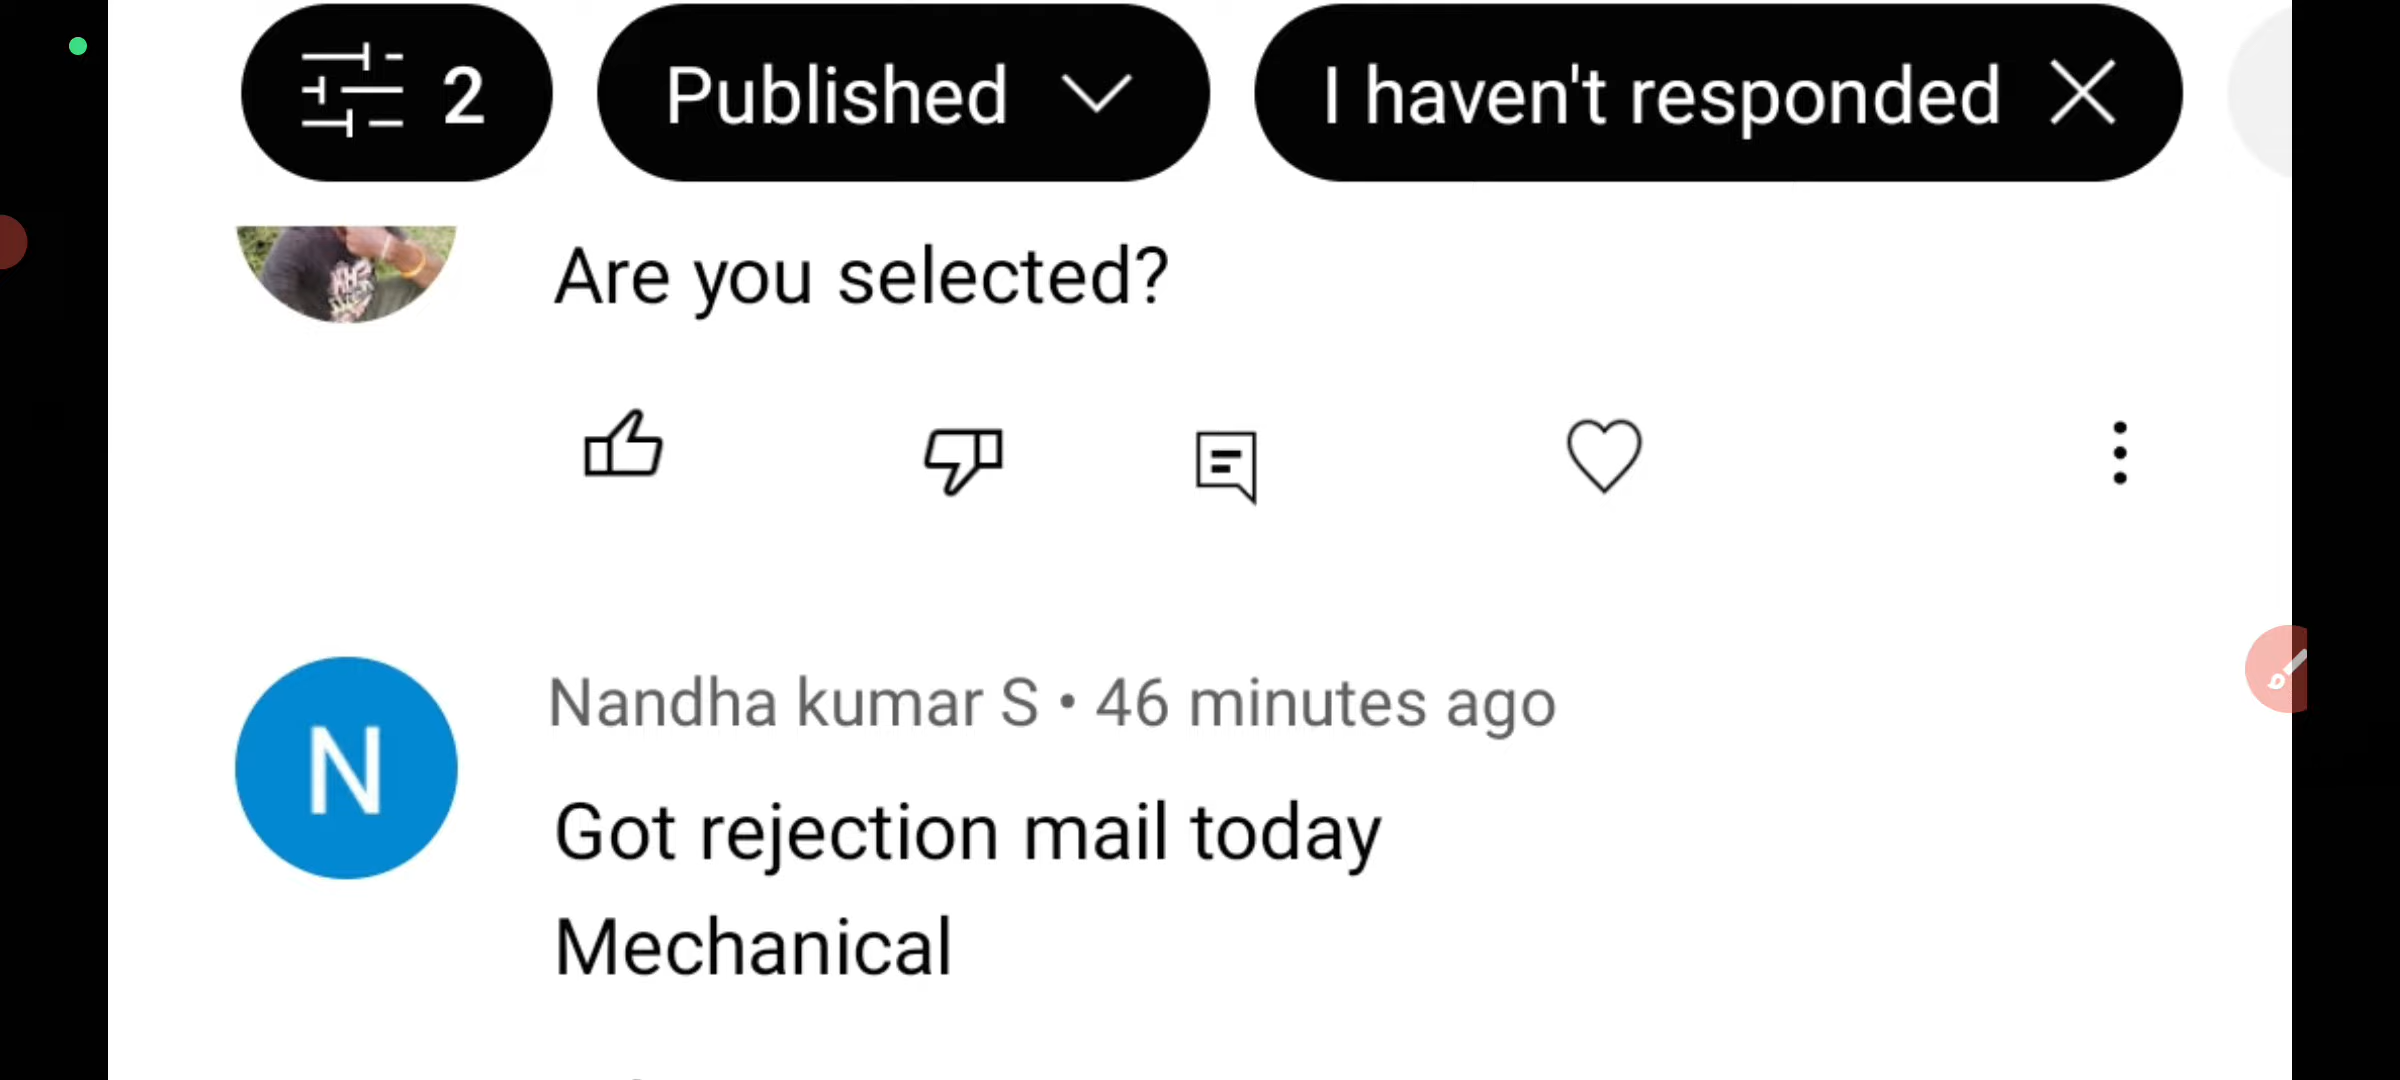 2 Published I haven't responded
Are you selected?
N
Nandha kumar S • 46 minutes ago
Got rejection mail today
Mechanical